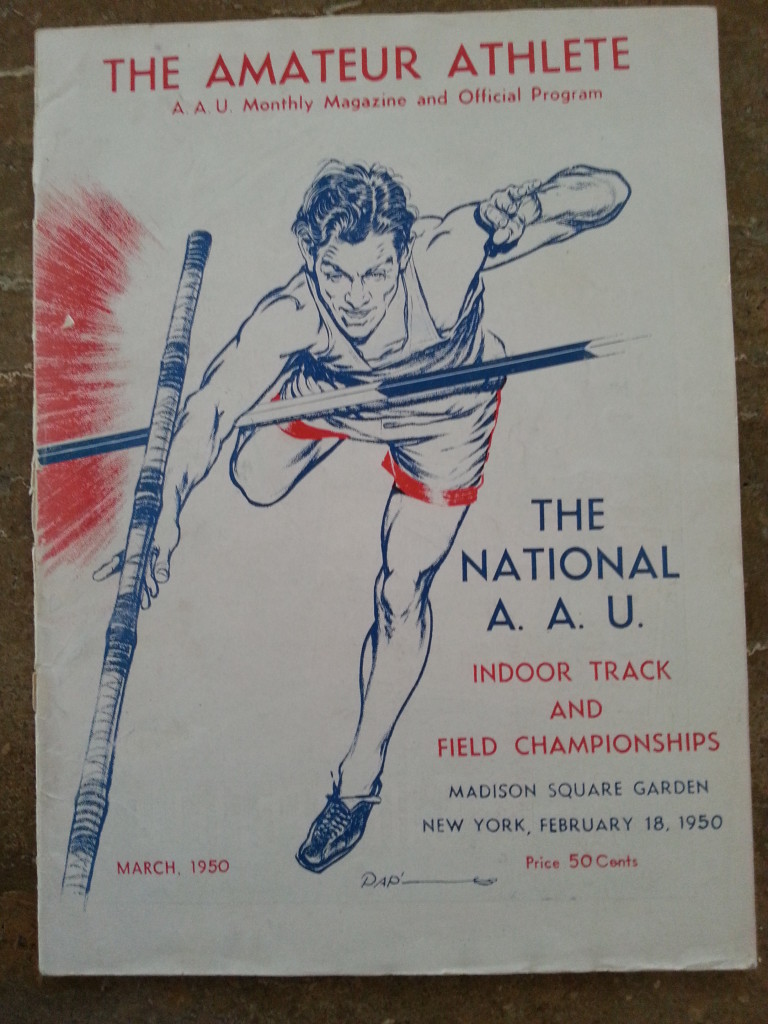 THE AMATEUR ATHLETE
A. A. U. Monthly Magazine and Official Program
THE
NATIONAL
A. A. U.
INDOOR TRACK
AND
FIELD CHAMPIONSHIPS
MADISON SQUARE GARDEN
NEW YORK, FEBRUARY 18, 1950
Price 50 Cents
MARCH, 1950
PAP'